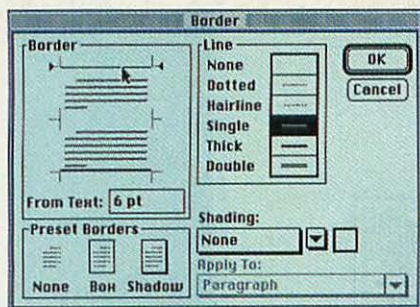 Border
Border
From Text: 6 pt
Preset Borders
None Box Shadow
Line
None
Dotted
Hairline
Single
Thick
Double
OK
Cancel
Shading:
None
Apply To:
Paragraph